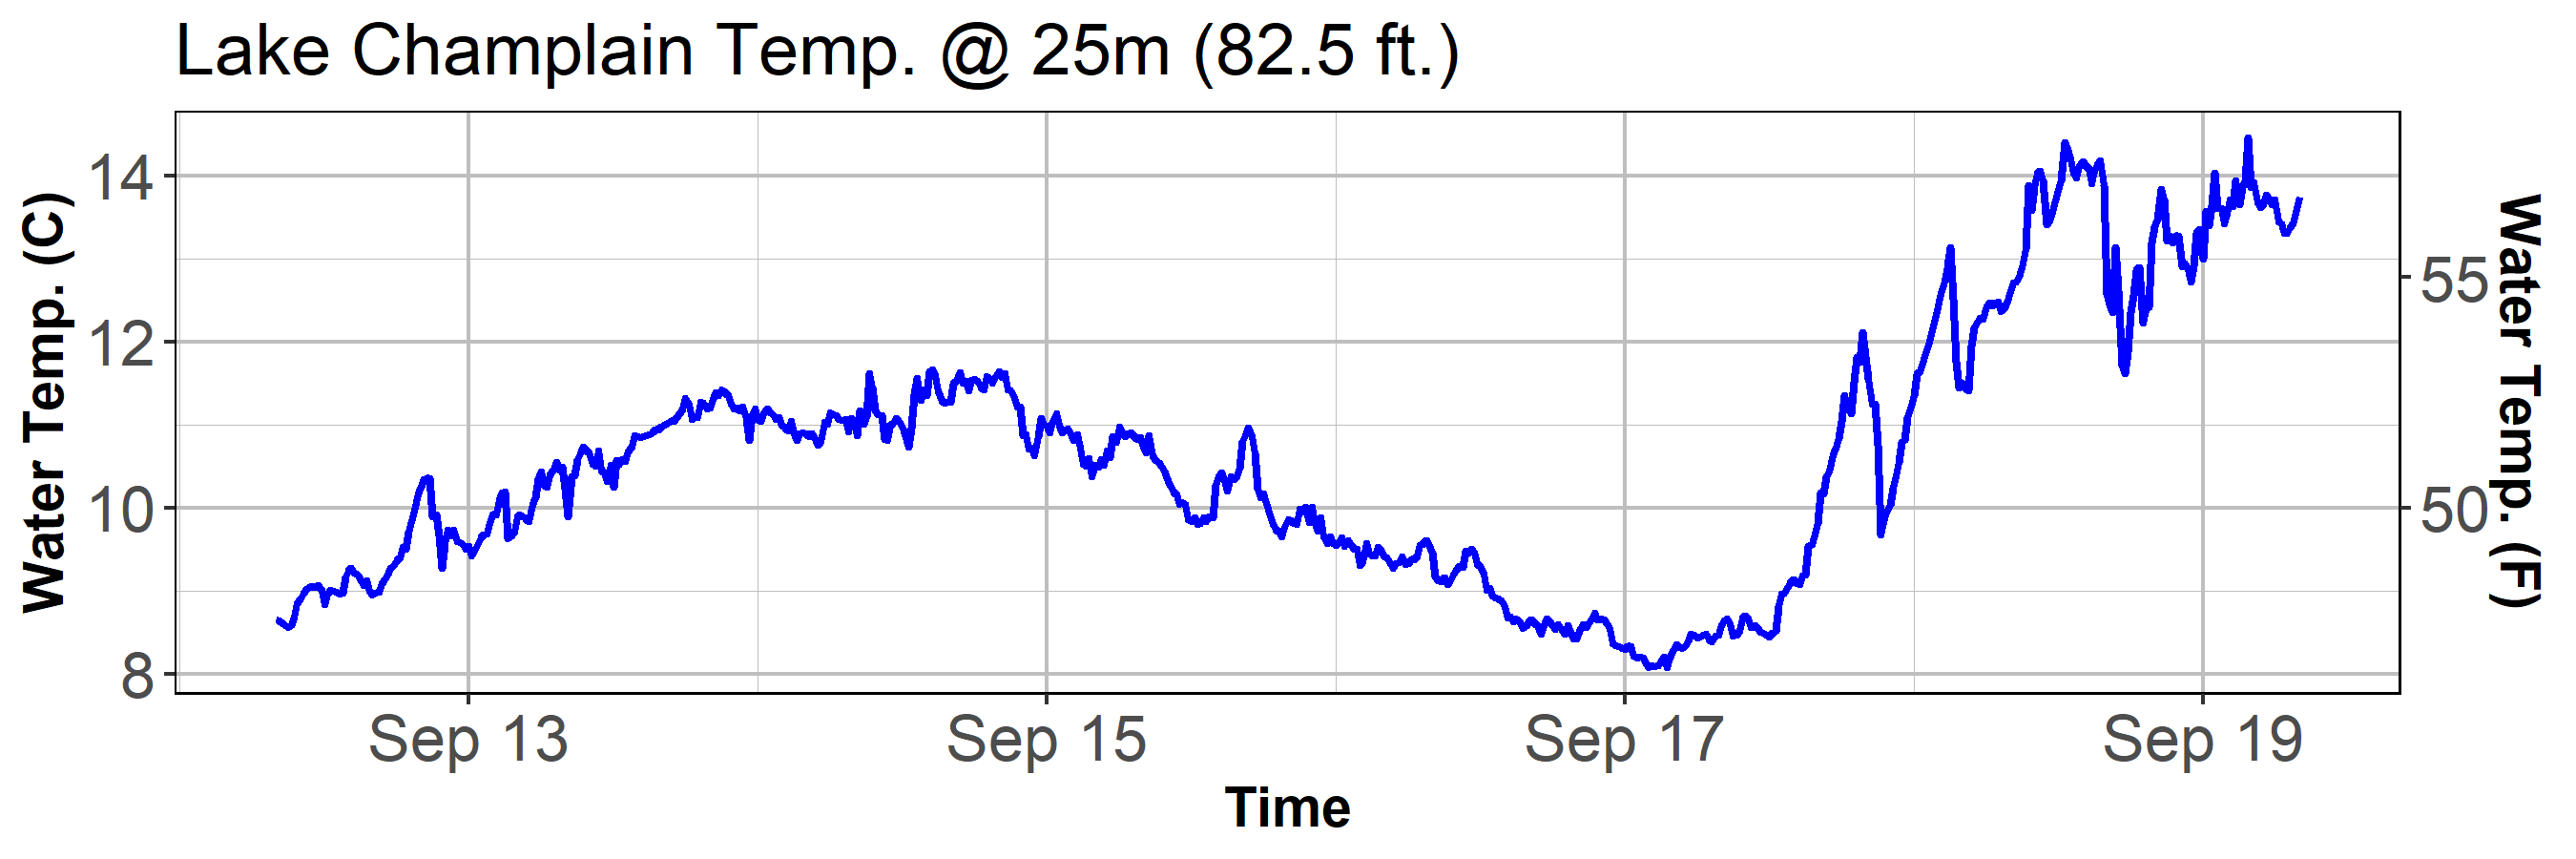 Lake Champlain Temp. @ 25m (82.5 ft.)
Water Temp. (C)
14
12
10
8
55
50
Water Temp. (F)
Sep 13
Sep 15
Sep 17
Sep 19
Time